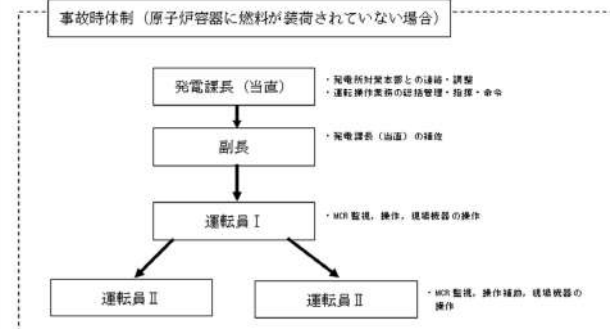 事故時体制（原子炉容器に燃料が装荷されていない場合）
発電課長（当直）
・発電所対策本部との連絡・調整
・運転操作業務の総括管理・指揮・命令
副長
・発電課長（当直）の補佐
運転員Ⅰ
・MCR監視，操作，現場機器の操作
運転員Ⅱ
運転員Ⅱ
・MCR監視，操作補助，現場機器の
操作